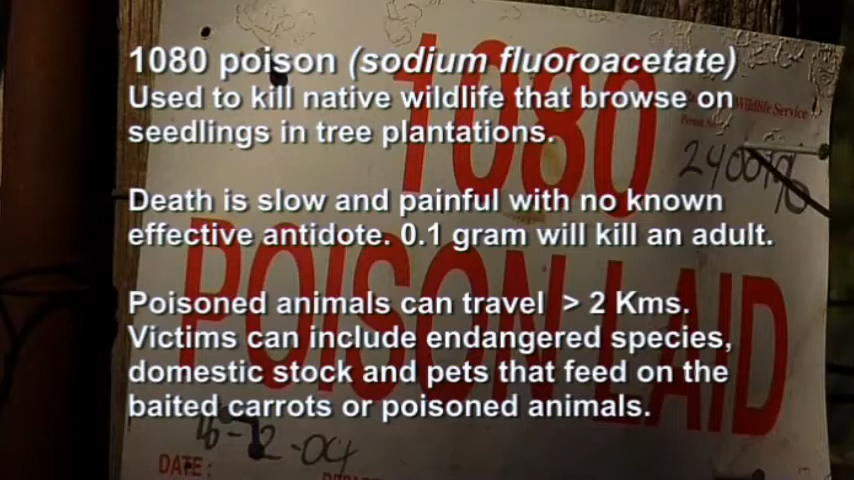 1080 poison (sodium fluoroacetate)
Used to kill native wildlife that browse on
seedlings in tree plantations.
Death is slow and painful with no known
effective antidote. 0.1 gram will kill an adult.
Poisoned animals can travel > 2 Kms.
Victims can include endangered species,
domestic stock and pets that feed on the
baited carrots or poisoned animals.
1080
POISON LAID
Wildlife Service
DATE: